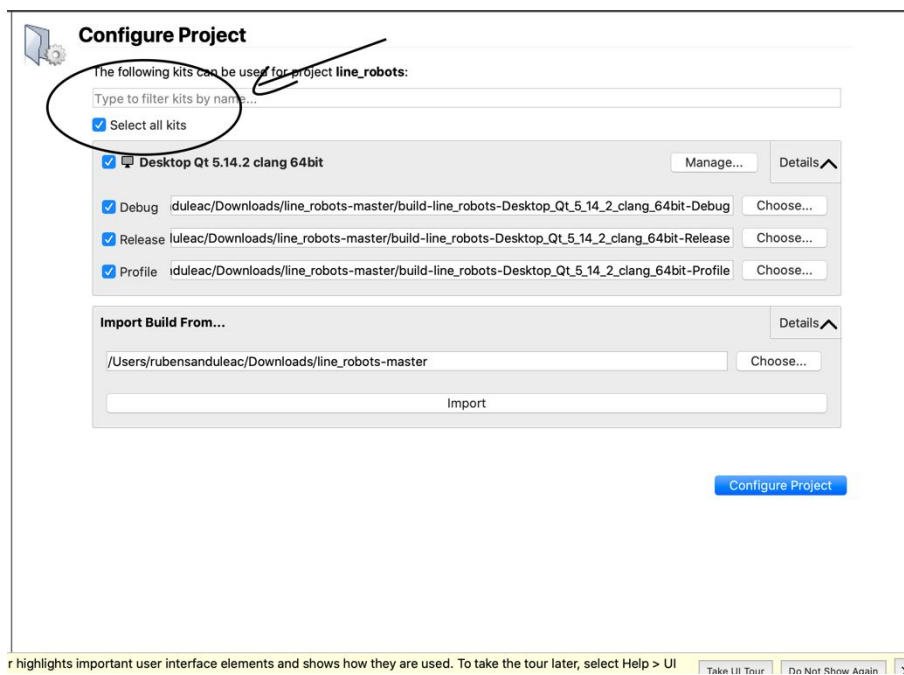 Configure Project
The following kits can be used for project line_robots:
Type to filter kits by name...
Select all kits
Desktop Qt 5.14.2 clang 64bit Manage... Details
Debug duleac/Downloads/line_robots-master/build-line_robots-Desktop_Qt_5_14_2_clang_64bit-Debug Choose...
Release luleac/Downloads/line_robots-master/build-line_robots-Desktop_Qt_5_14_2_clang_64bit-Release Choose...
Profile duleac/Downloads/line_robots-master/build-line_robots-Desktop_Qt_5_14_2_clang_64bit-Profile Choose...
Import Build From... Details
/Users/rubensanduleac/Downloads/line_robots-master Choose...
Import
Configure Project
r highlights important user interface elements and shows how they are used. To take the tour later, select Help > UI Take UI Tour Do Not Show Again